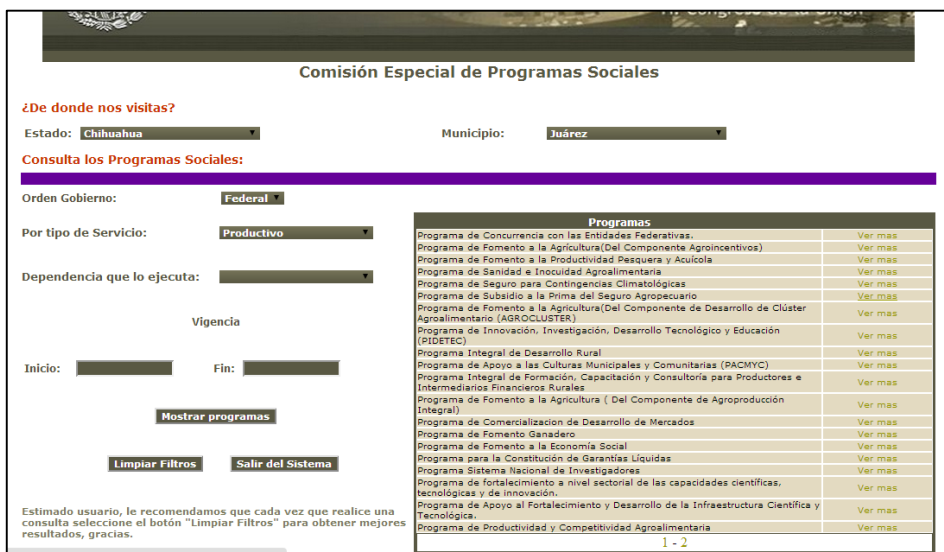 H. Congreso de la Unión
Comisión Especial de Programas Sociales
¿De donde nos visitas?
Estado: Chihuahua Municipio: Juárez
Consulta los Programas Sociales:
Orden Gobierno: Federal
Por tipo de Servicio: Productivo
Dependencia que lo ejecuta:
Vigencia
Inicio: Fin:
Mostrar programas
Limpiar Filtros Salir del Sistema
Estimado usuario, le recomendamos que cada vez que realice una
consulta seleccione el botón "Limpiar Filtros" para obtener mejores
resultados, gracias.
Programas
Programa de Concurrencia con las Entidades Federativas. Ver mas
Programa de Fomento a la Agrícultura(Del Componente Agroincentivos) Ver mas
Programa de Fomento a la Productividad Pesquera y Acuícola Ver mas
Programa de Sanidad e Inocuidad Agroalimentaria Ver mas
Programa de Seguro para Contingencias Climatológicas Ver mas
Programa de Subsidio a la Prima del Seguro Agropecuario Ver mas
Programa de Fomento a la Agricultura(Del Componente de Desarrollo de Clúster
Agroalimentario (AGROCLUSTER) Ver mas
Programa de Innovación, Investigación, Desarrollo Tecnológico y Educación
(PIDETEC) Ver mas
Programa Integral de Desarrollo Rural Ver mas
Programa de Apoyo a las Culturas Municipales y Comunitarias (PACMYC) Ver mas
Programa Integral de Formación, Capacitación y Consultoría para Productores e
Intermediarios Financieros Rurales Ver mas
Programa de Fomento a la Agricultura ( Del Componente de Agroproducción
Integral) Ver mas
Programa de Comercializacion de Desarrollo de Mercados Ver mas
Programa de Fomento Ganadero Ver mas
Programa de Fomento a la Economía Social Ver mas
Programa para la Constitución de Garantías Líquidas Ver mas
Programa Sistema Nacional de Investigadores Ver mas
Programa de fortalecimiento a nivel sectorial de las capacidades científicas,
tecnológicas y de innovación. Ver mas
Programa de Apoyo al Fortalecimiento y Desarrollo de la Infraestructura Científica y
Tecnológica. Ver mas
Programa de Productividad y Competitividad Agroalimentaria Ver mas
1 - 2